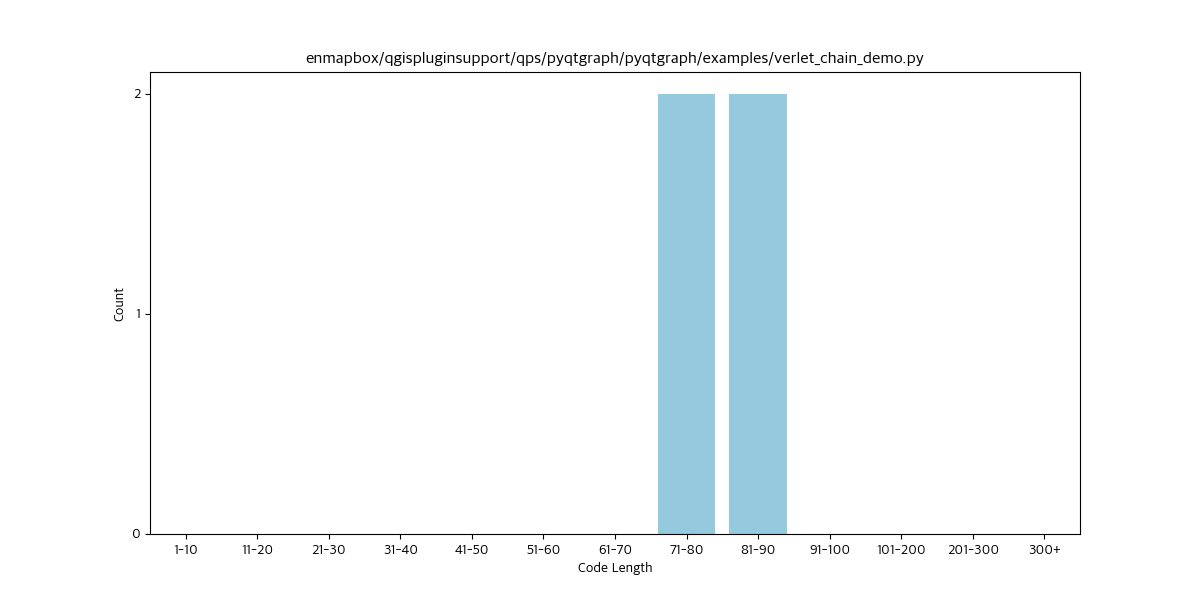 enmapbox/qgispluginsupport/qps/pyqtgraph/pyqtgraph/examples/verlet_chain_demo.py
2
1
0
Count
1-10 11-20 21-30 31-40 41-50 51-60 61-70 71-80 81-90 91-100 101-200 201-300 300+
Code Length